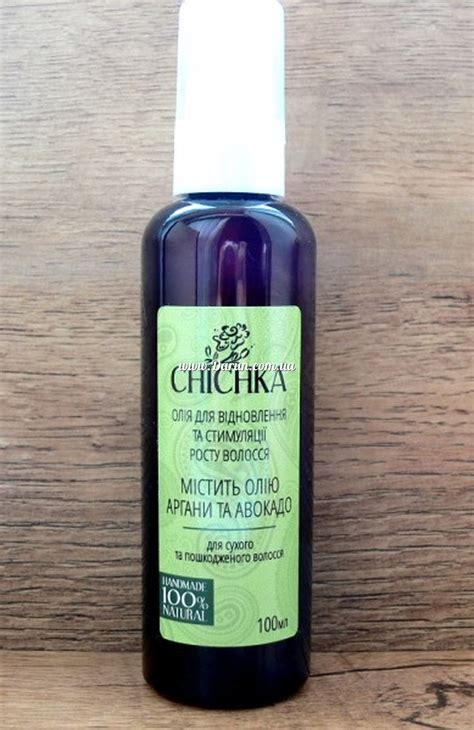 www.Darun.com.ua
CHICHKA
ОЛІЯ ДЛЯ ВІДНОВЛЕННЯ
ТА СТИМУЛЯЦІЇ
РОСТУ ВОЛОССЯ
МІСТИТЬ ОЛІЮ
АРГАНИ ТА АВОКАДО
для сухого
та пошкодженого волосся
HANDMADE
100%
NATURAL
100мл